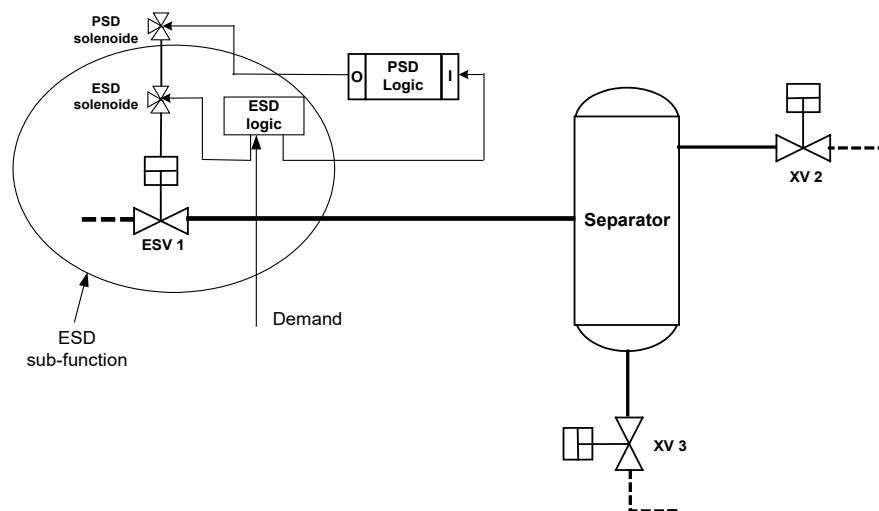 PSD
solenoide
ESD
solenoide
O
PSD
Logic
I
ESD
logic
ESV 1
Separator
XV 2
XV 3
Demand
ESD
sub-function